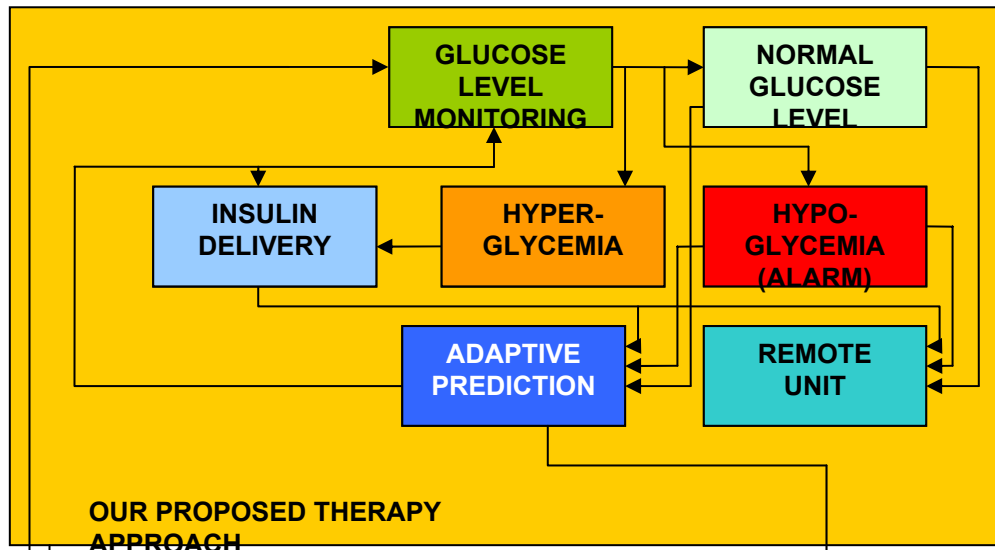 GLUCOSE
LEVEL
MONITORING
NORMAL
GLUCOSE
LEVEL
INSULIN
DELIVERY
HYPER-
GLYCEMIA
HYPO-
GLYCEMIA
(ALARM)
ADAPTIVE
PREDICTION
REMOTE
UNIT
OUR PROPOSED THERAPY
APPROACH